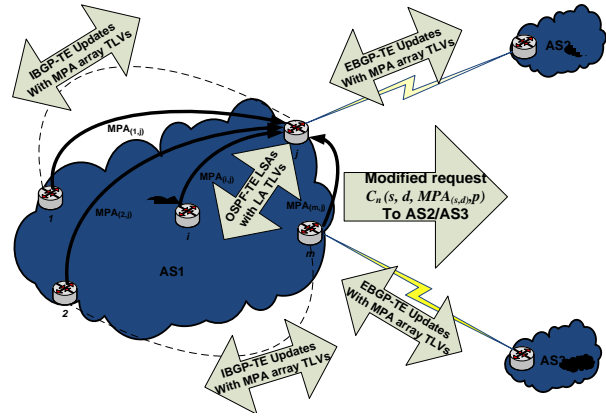 IBGP-TE Updates
With MPA array TLVs
EBGP-TE Updates
With MPA array TLVs
AS2
j
MPA(1,j)
MPA(2,j)
MPA(i,j)
MPA(m,j)
OSPF-TE LSAs
with LA TLVs
Modified request
Cn (s, d, MPA(s,d),p)
To AS2/AS3
1
i
m
AS1
2
EBGP-TE Updates
With MPA array TLVs
IBGP-TE Updates
With MPA array TLVs
AS3